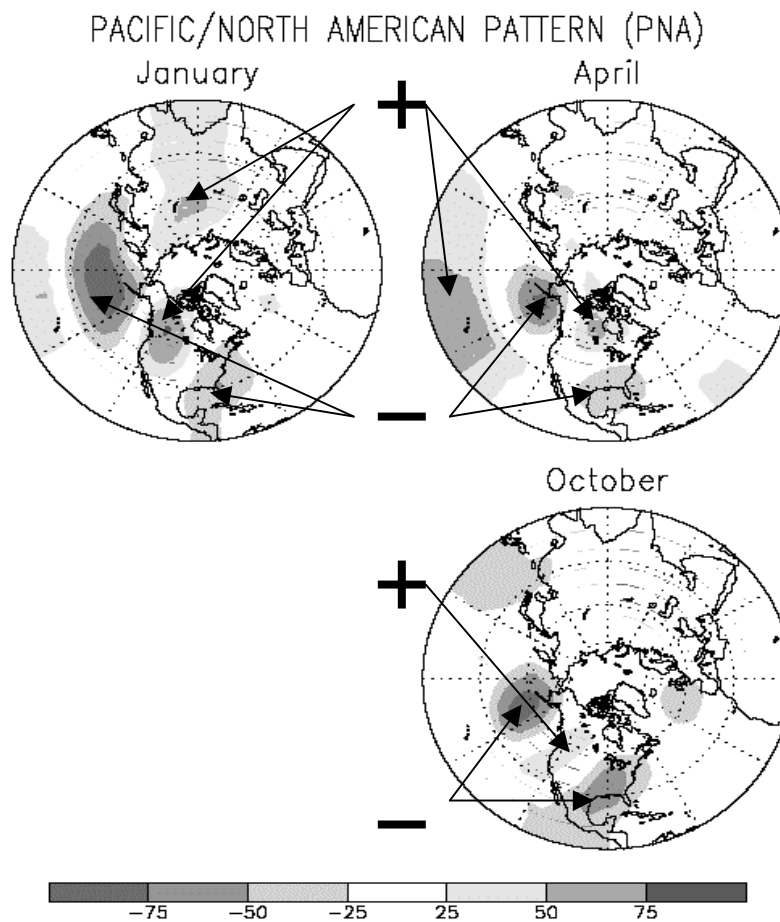 PACIFIC/NORTH AMERICAN PATTERN (PNA)
January April
+
−
October
+
−
−75 −50 −25 25 50 75